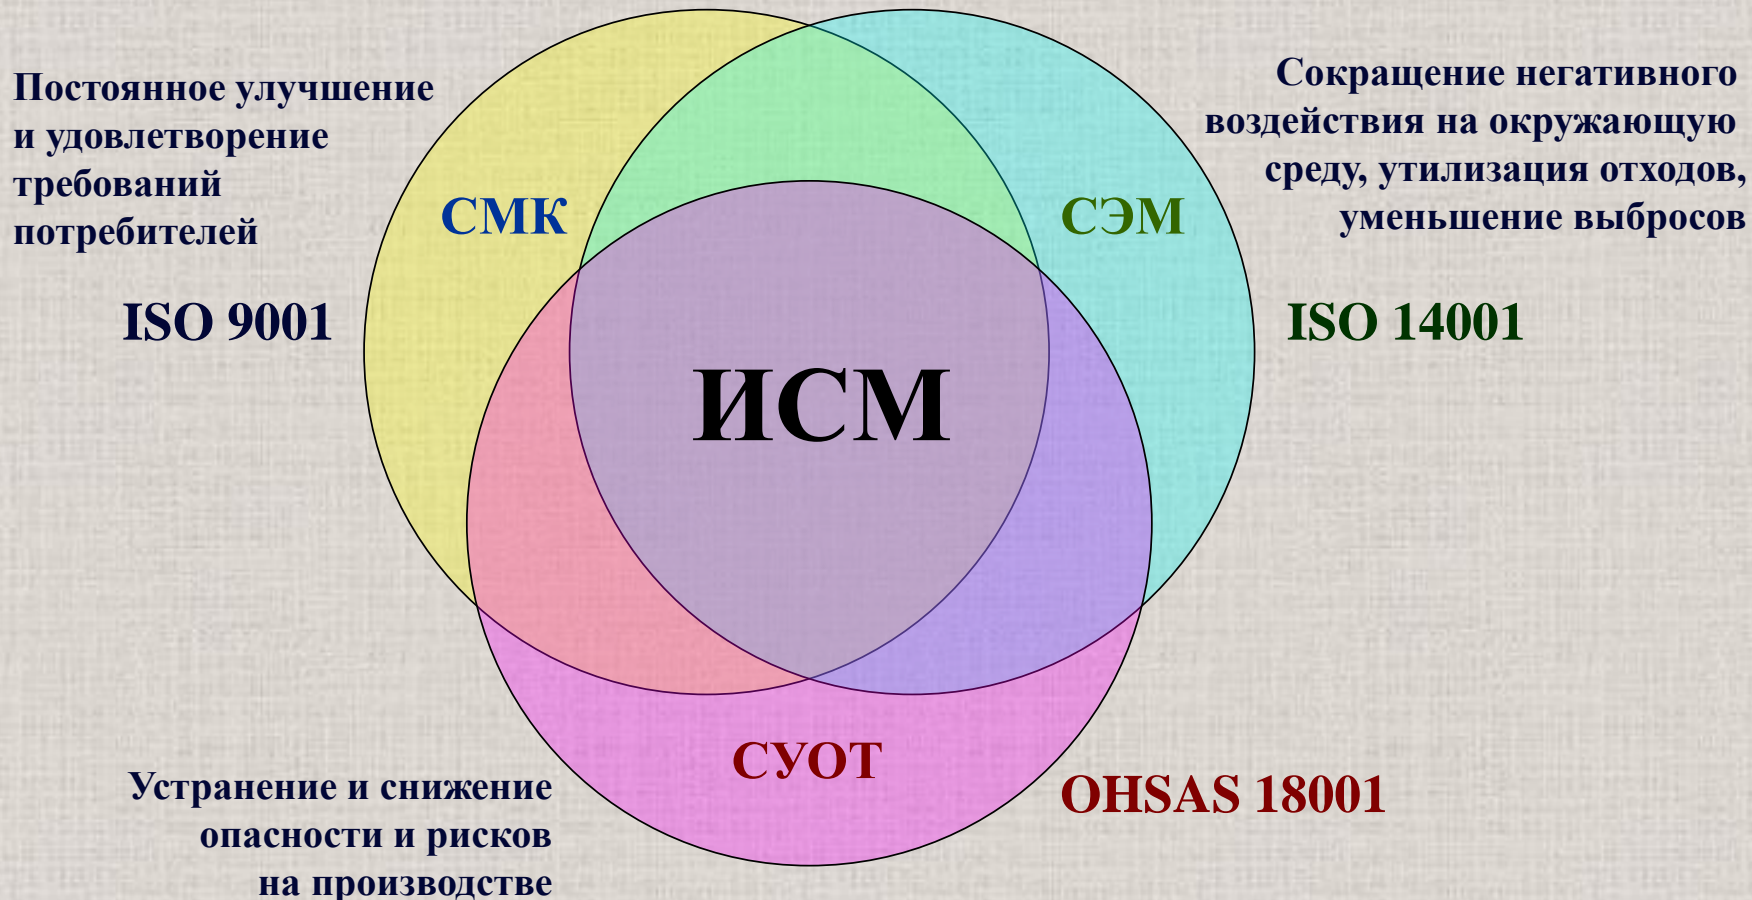 Постоянное улучшение
и удовлетворение
требований
потребителей
ISO 9001
СМК
Сокращение негативного
воздействия на окружающую
среду, утилизация отходов,
уменьшение выбросов
СЭМ
ISO 14001
ИСМ
СУОТ
OHSAS 18001
Устранение и снижение
опасности и рисков
на производстве